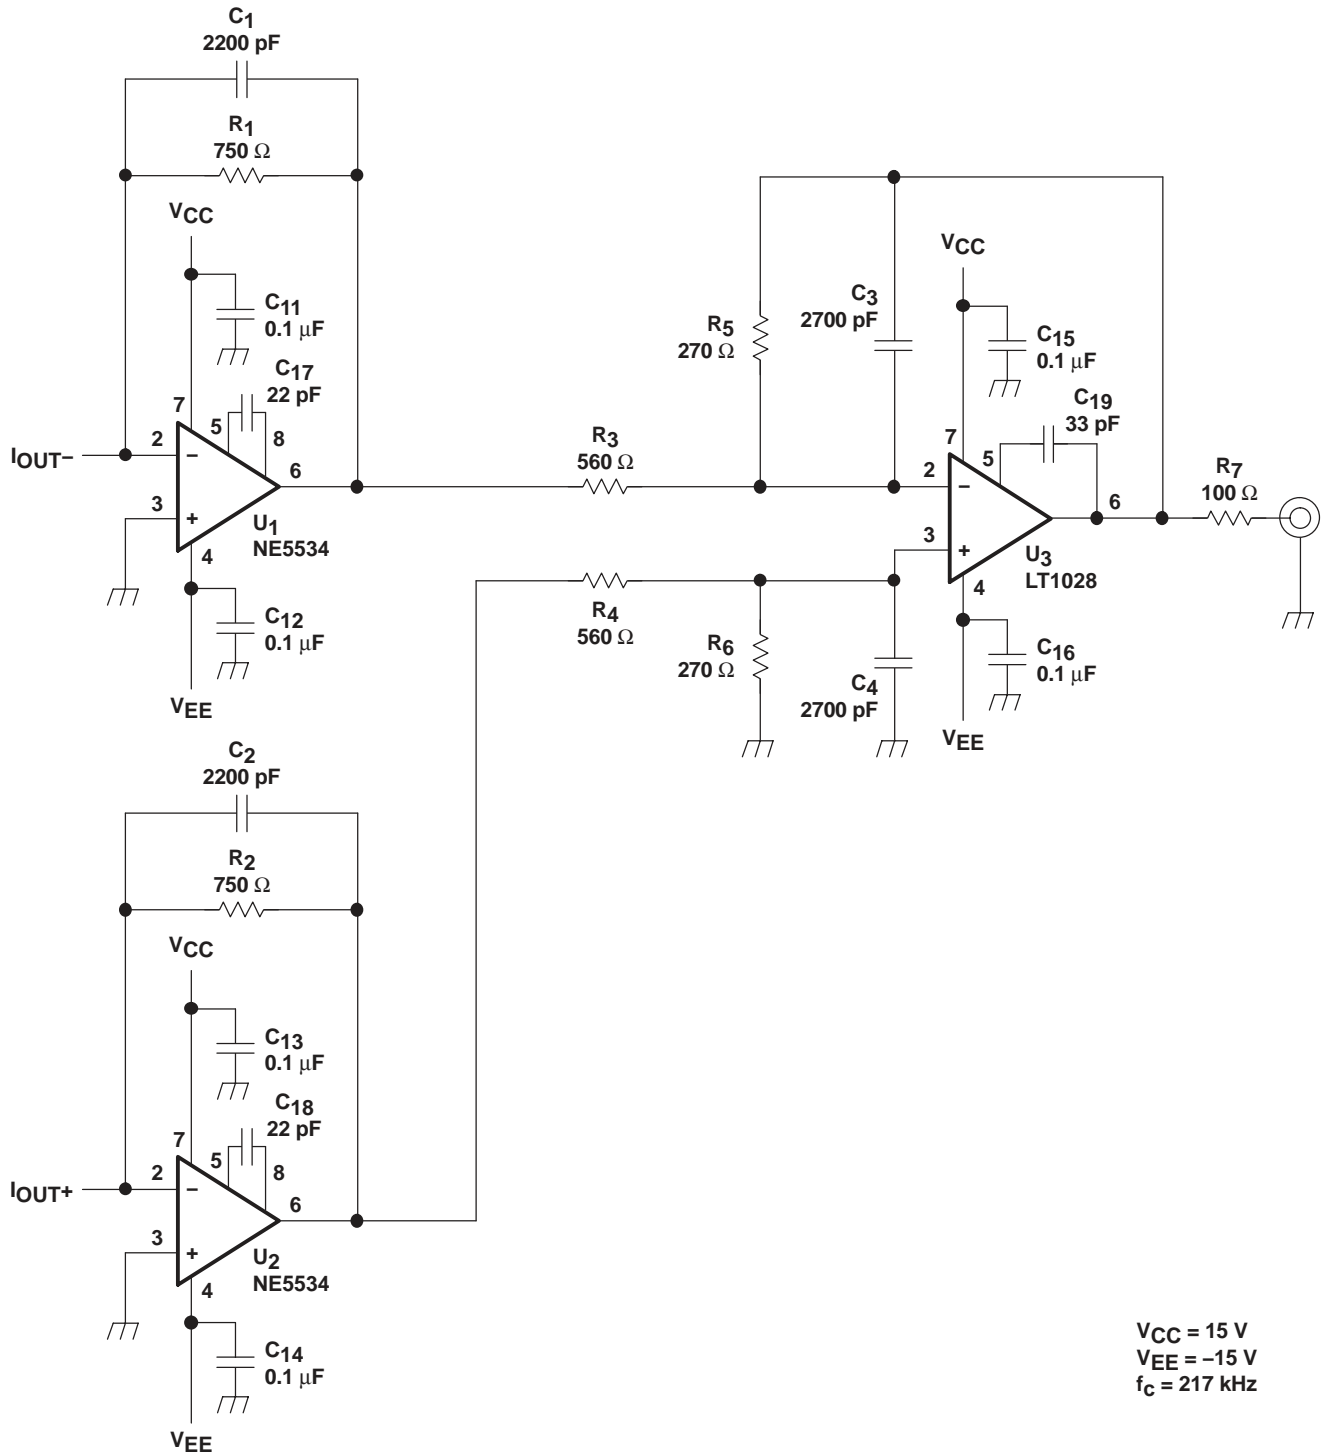 C1
2200 pF
R1
750 Ω
VCC
C11
0.1 μF
C17
22 pF
7
5
8
2
IOUT−
−
6
3
+
U1
NE5534
4
C12
0.1 μF
VEE
R3
560 Ω
R4
560 Ω
R5
270 Ω
C3
2700 pF
VCC
C15
0.1 μF
C19
33 pF
7
5
2
−
6
3
+
U3
LT1028
4
R7
100 Ω
R6
270 Ω
C4
2700 pF
C16
0.1 μF
VEE
C2
2200 pF
R2
750 Ω
VCC
C13
0.1 μF
C18
22 pF
7
5
8
2
IOUT+
−
6
3
+
U2
NE5534
4
C14
0.1 μF
VEE
VCC = 15 V
VEE = –15 V
fc = 217 kHz